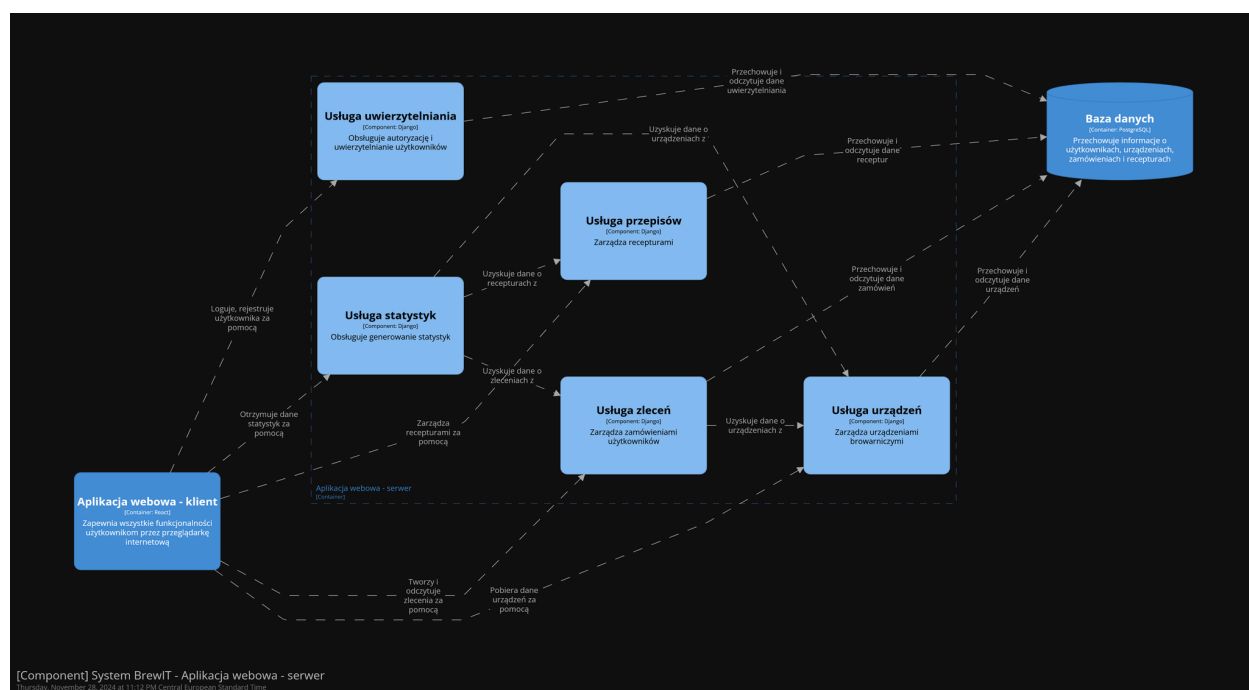 Przechowuje i
odczytuje dane
uwierzytelniania
Usługa uwierzytelniania
[Component: Django]
Obsługuje autoryzację i
uwierzytelnianie użytkowników
Baza danych
[Container: PostgreSQL]
Przechowuje informacje o
użytkownikach, urządzeniach,
zamówieniach i recepturach
Uzyskuje dane o
urządzeniach z
Przechowuje i
odczytuje dane
receptur
Usługa przepisów
[Component: Django]
Zarządza recepturami
Uzyskuje dane o
recepturach z
Przechowuje i
odczytuje dane
zamówień
Przechowuje i
odczytuje dane
urządzeń
Loguje, rejestruje
użytkownika za
pomocą
Usługa statystyk
[Component: Django]
Obsługuje generowanie statystyk
Uzyskuje dane o
zleceniach z
Otrzymuje dane
statystyk za
pomocą
Zarządza
recepturami za
pomocą
Usługa zleceń
[Component: Django]
Zarządza zamówieniami
użytkowników
Uzyskuje dane o
urządzeniach z
Usługa urządzeń
[Component: Django]
Zarządza urządzeniami
browarniczymi
Aplikacja webowa - serwer
[Container]
Aplikacja webowa - klient
[Container: React]
Zapewnia wszystkie funkcjonalności
użytkownikom przez przeglądarkę
internetową
Tworzy i
odczytuje
zlecenia za
pomocą
Pobiera dane
urządzeń za
pomocą
[Component] System BrewIT - Aplikacja webowa - serwer
Thursday, November 28, 2024 at 11:12 PM Central European Standard Time